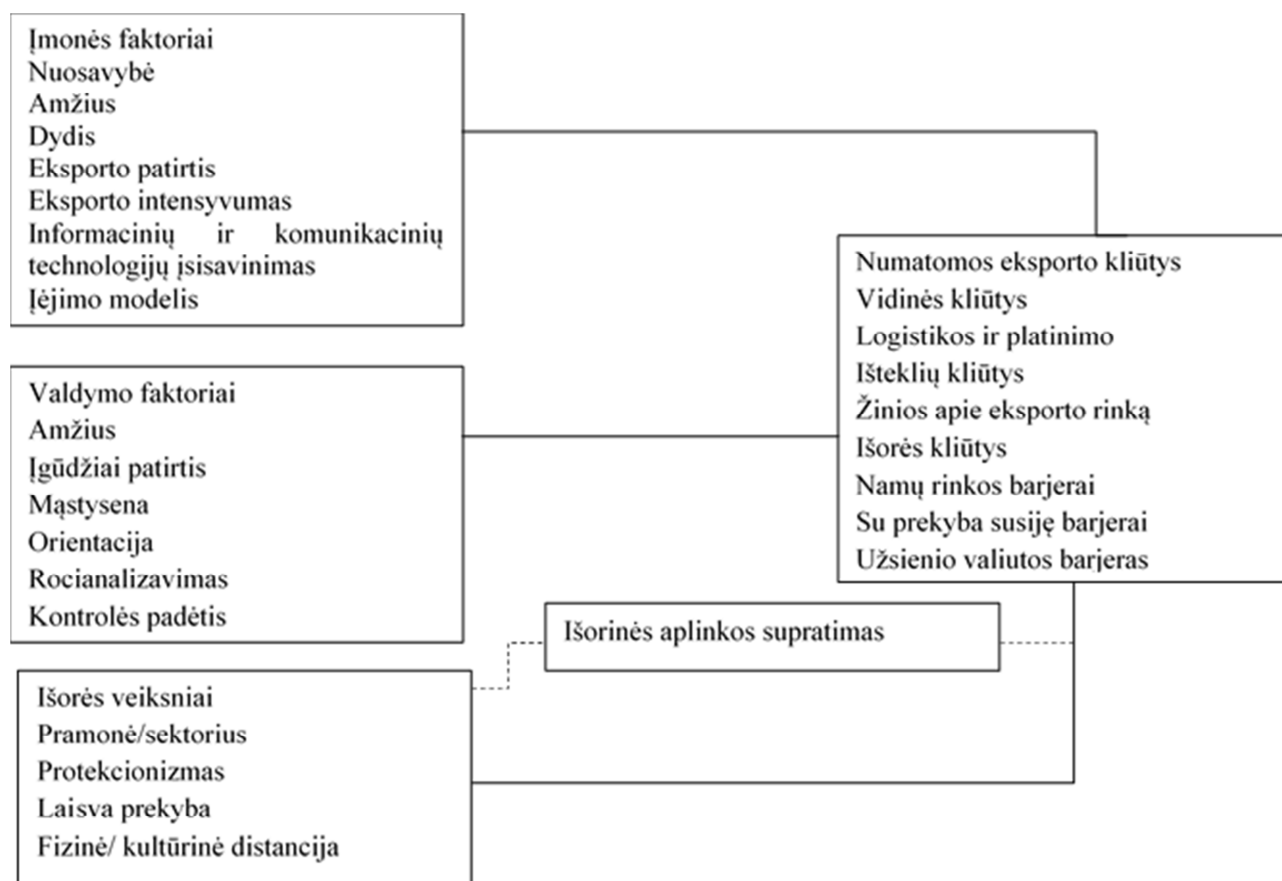 Įmonės faktoriai
Nuosavybė
Amžius
Dydis
Eksporto patirtis
Eksporto intensyvumas
Informacinių ir komunikacinių
technologijų įsisavinimas
Įėjimo modelis
Valdymo faktoriai
Amžius
Įgūdžiai patirtis
Mąstysena
Orientacija
Rocianalizavimas
Kontrolės padėtis
Išorės veiksniai
Pramonė/sektorius
Protekcionizmas
Laisva prekyba
Fizinė/ kultūrinė distancija
Išorinės aplinkos supratimas
Numatomos eksporto kliūtys
Vidinės kliūtys
Logistikos ir platinimo
Išteklių kliūtys
Žinios apie eksporto rinką
Išorės kliūtys
Namų rinkos barjerai
Su prekyba susiję barjerai
Užsienio valiutos barjeras